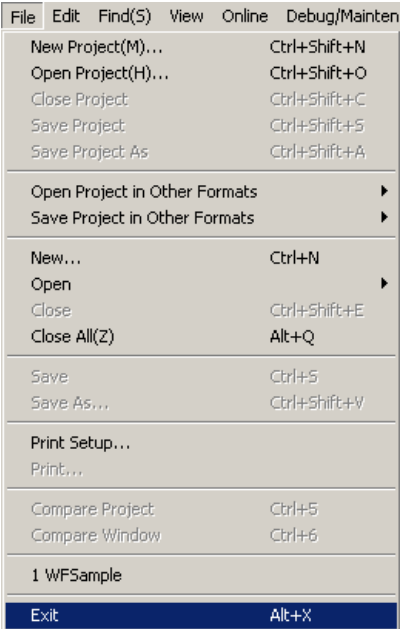 File Edit Find(S) View Online Debug/Mainten
New Project(M)... Ctrl+Shift+N
Open Project(H)... Ctrl+Shift+O
Close Project Ctrl+Shift+C
Save Project Ctrl+Shift+S
Save Project As Ctrl+Shift+A
Open Project in Other Formats
Save Project in Other Formats
New... Ctrl+N
Open
Close Ctrl+Shift+E
Close All(Z) Alt+Q
Save Ctrl+S
Save As... Ctrl+Shift+V
Print Setup...
Print...
Compare Project Ctrl+5
Compare Window Ctrl+6
1 WFSample
Exit Alt+X